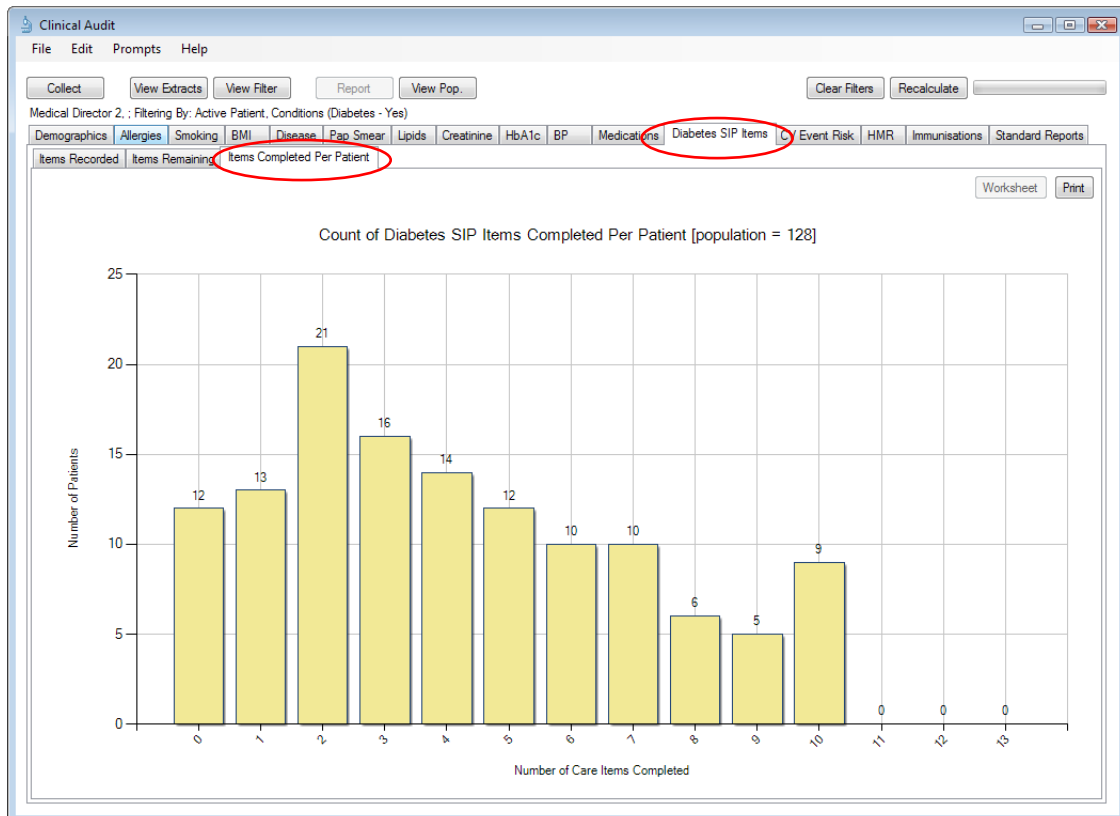 Clinical Audit
File Edit Prompts Help
Collect View Extracts View Filter Report View Pop. Clear Filters Recalculate
Medical Director 2, ; Filtering By: Active Patient, Conditions (Diabetes - Yes)
Demographics Allergies Smoking BMI Disease Pap Smear Lipids Creatinine HbA1c BP Medications Diabetes SIP Items CV Event Risk HMR Immunisations Standard Reports
Items Recorded Items Remaining Items Completed Per Patient
Worksheet Print
Count of Diabetes SIP Items Completed Per Patient [population = 128]
Number of Patients
25
20
15
10
5
0
12 13 21 16 14 12 10 10 6 5 9 0 0 0
0 1 2 3 4 5 6 7 8 9 10 11 12 13
Number of Care Items Completed